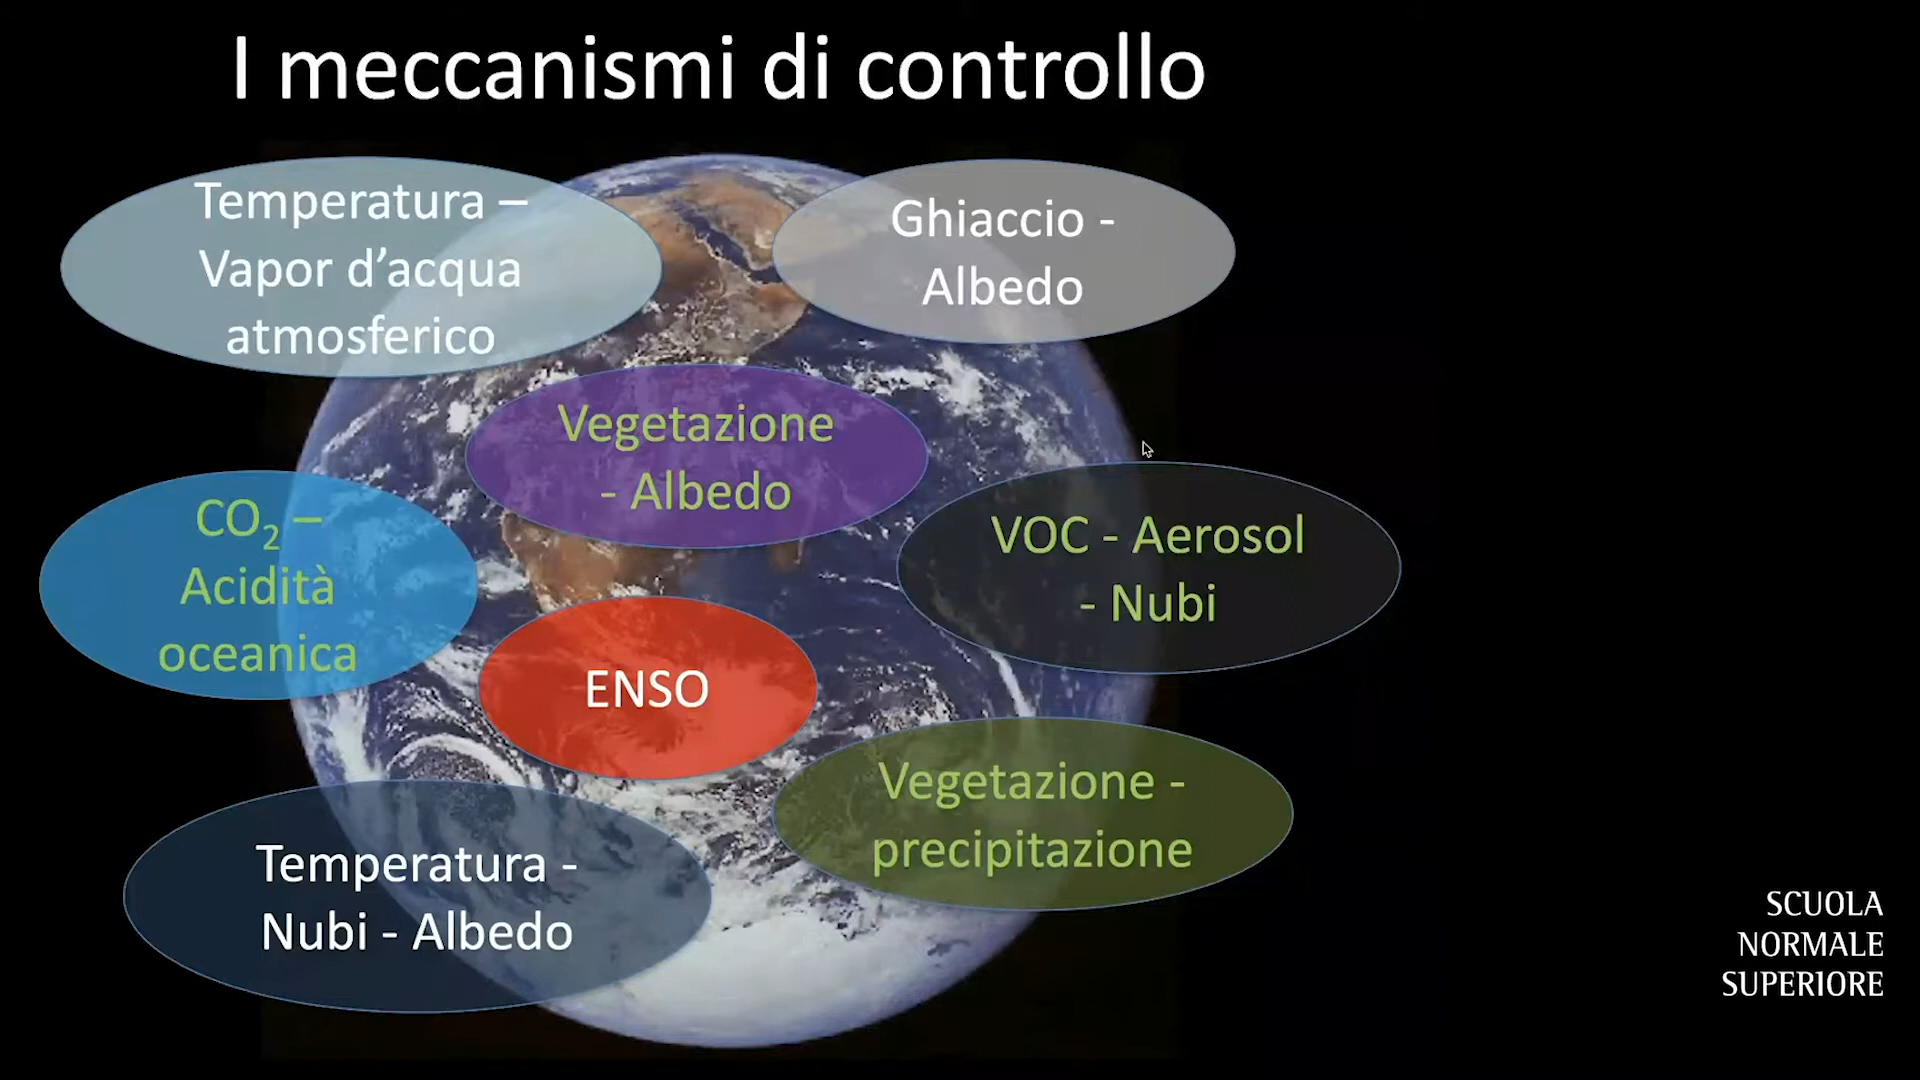 I meccanismi di controllo
Temperatura –
Vapor d’acqua
atmosferico
Ghiaccio -
Albedo
Vegetazione
- Albedo
CO₂ –
Acidità
oceanica
VOC - Aerosol
- Nubi
ENSO
Vegetazione -
precipitazione
Temperatura -
Nubi - Albedo
SCUOLA
NORMALE
SUPERIORE